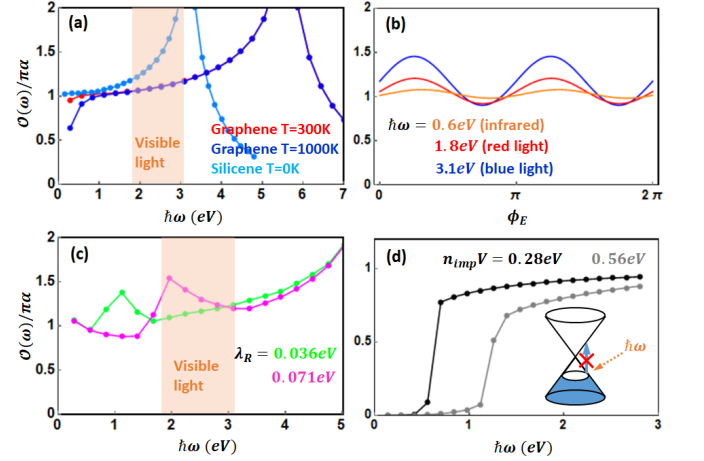 (a)
2
1.5
1
0.5
0
𝒪(ω)/πα
Visible
light
Graphene T=300K
Graphene T=1000K
Silicene T=0K
0 1 2 3 4 5 6 7
ħω (eV)
(b)
2
1.5
1
0.5
0
ħω = 0.6eV (infrared)
1.8eV (red light)
3.1eV (blue light)
0 π 2 π
ϕE
(c)
2
1.5
1
0.5
0
𝒪(ω)/πα
λR = 0.036eV
0.071eV
Visible
light
0 1 2 3 4 5
ħω (eV)
(d)
nimpV = 0.28eV 0.56eV
1
0.5
0
ħω
0 1 2 3
ħω (eV)